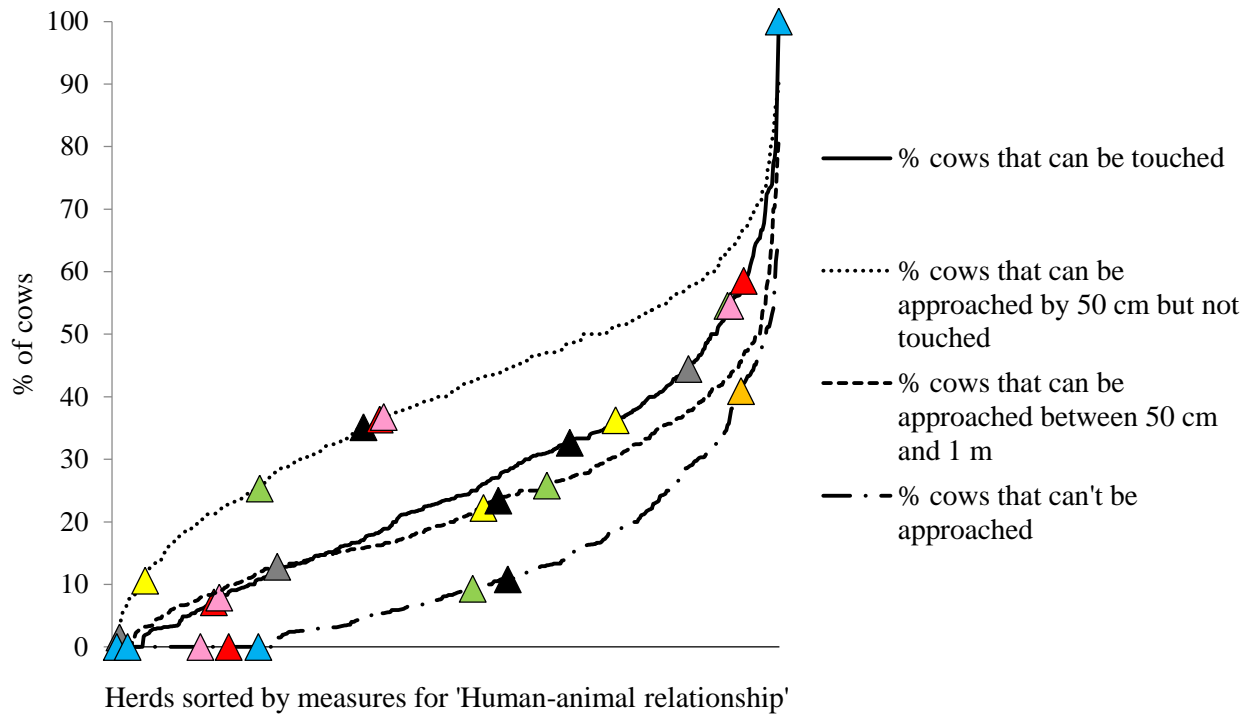 100
90
80
70
60
50
40
30
20
10
0
% of cows
Herds sorted by measures for 'Human-animal relationship'
% cows that can be touched
% cows that can be
approached by 50 cm but not
touched
% cows that can be
approached between 50 cm
and 1 m
% cows that can't be
approached